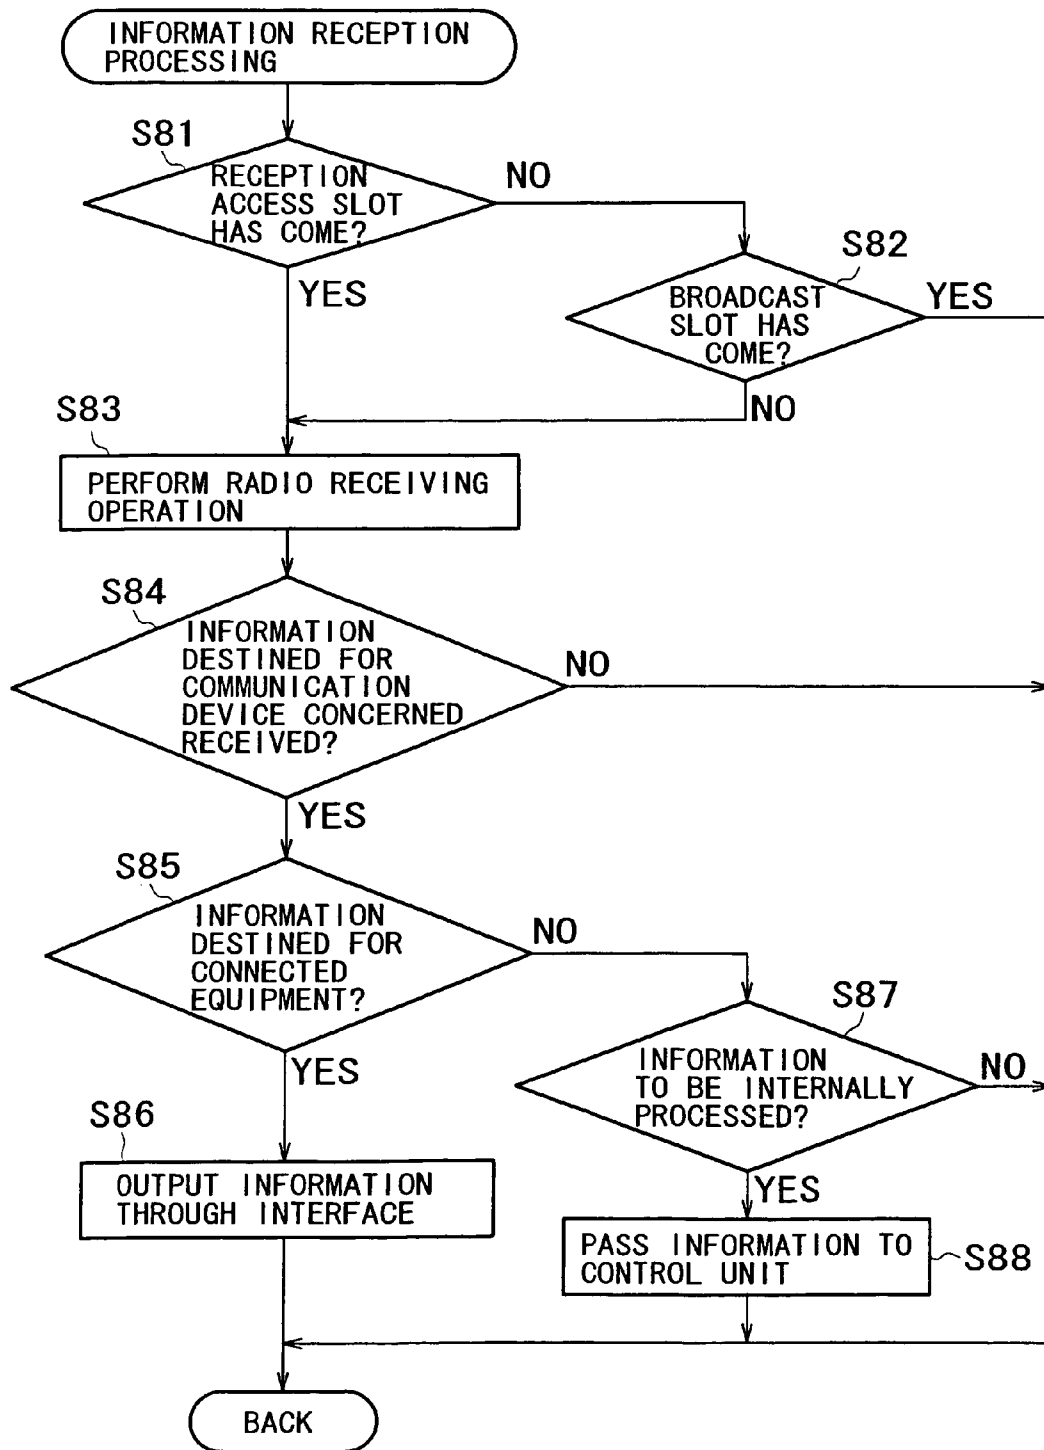 INFORMATION RECEPTION
PROCESSING
S81
RECEPTION
ACCESS SLOT
HAS COME?
NO
YES
S82
BROADCAST
SLOT HAS
COME?
YES
NO
S83
PERFORM RADIO RECEIVING
OPERATION
S84
INFORMATION
DESTINED FOR
COMMUNICATION
DEVICE CONCERNED
RECEIVED?
NO
YES
S85
INFORMATION
DESTINED FOR
CONNECTED
EQUIPMENT?
NO
YES
S87
INFORMATION
TO BE INTERNALLY
PROCESSED?
NO
YES
S86
OUTPUT INFORMATION
THROUGH INTERFACE
PASS INFORMATION TO
CONTROL UNIT
S88
BACK